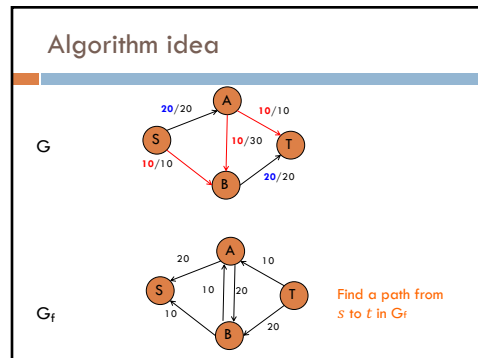 Algorithm idea
A
20/20
10/10
G
S
10/30
T
10/10
20/20
B
A
20
10
S
10
20
T
Find a path from
s to t in Gf
10
20
Gf
B